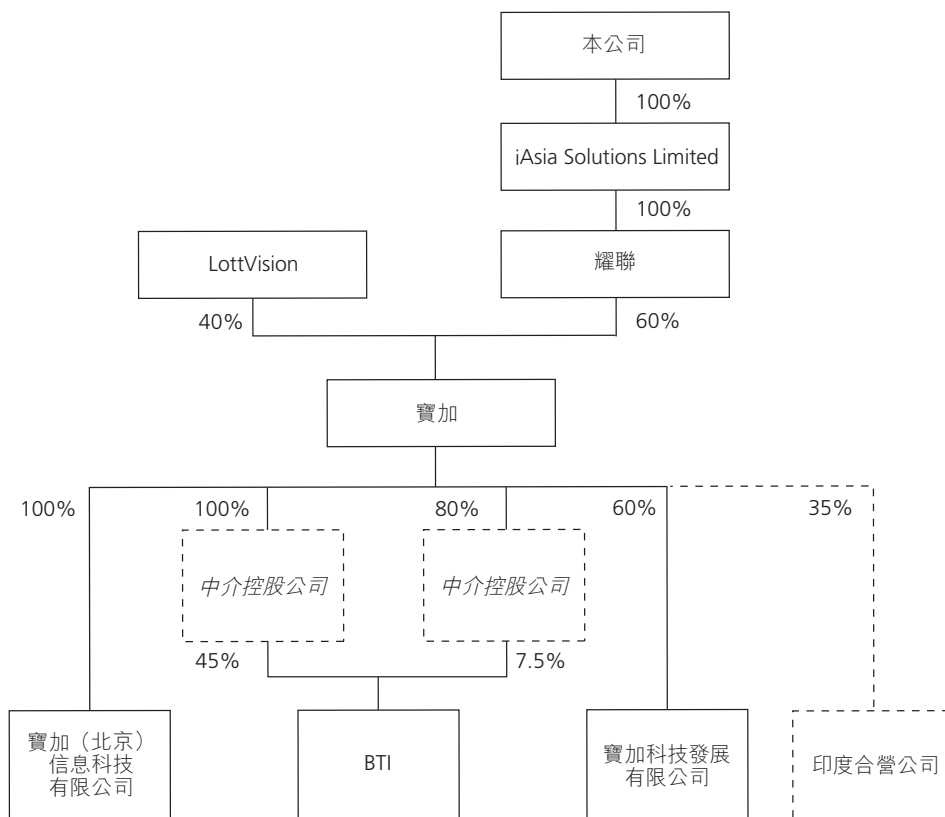 本公司
100%
iAsia Solutions Limited
100%
LottVision
耀聯
40%
60%
寶加
100%
100%
80%
60%
35%
中介控股公司
中介控股公司
45%
7.5%
寶加（北京）
信息科技
有限公司
BTI
寶加科技發展
有限公司
印度合營公司